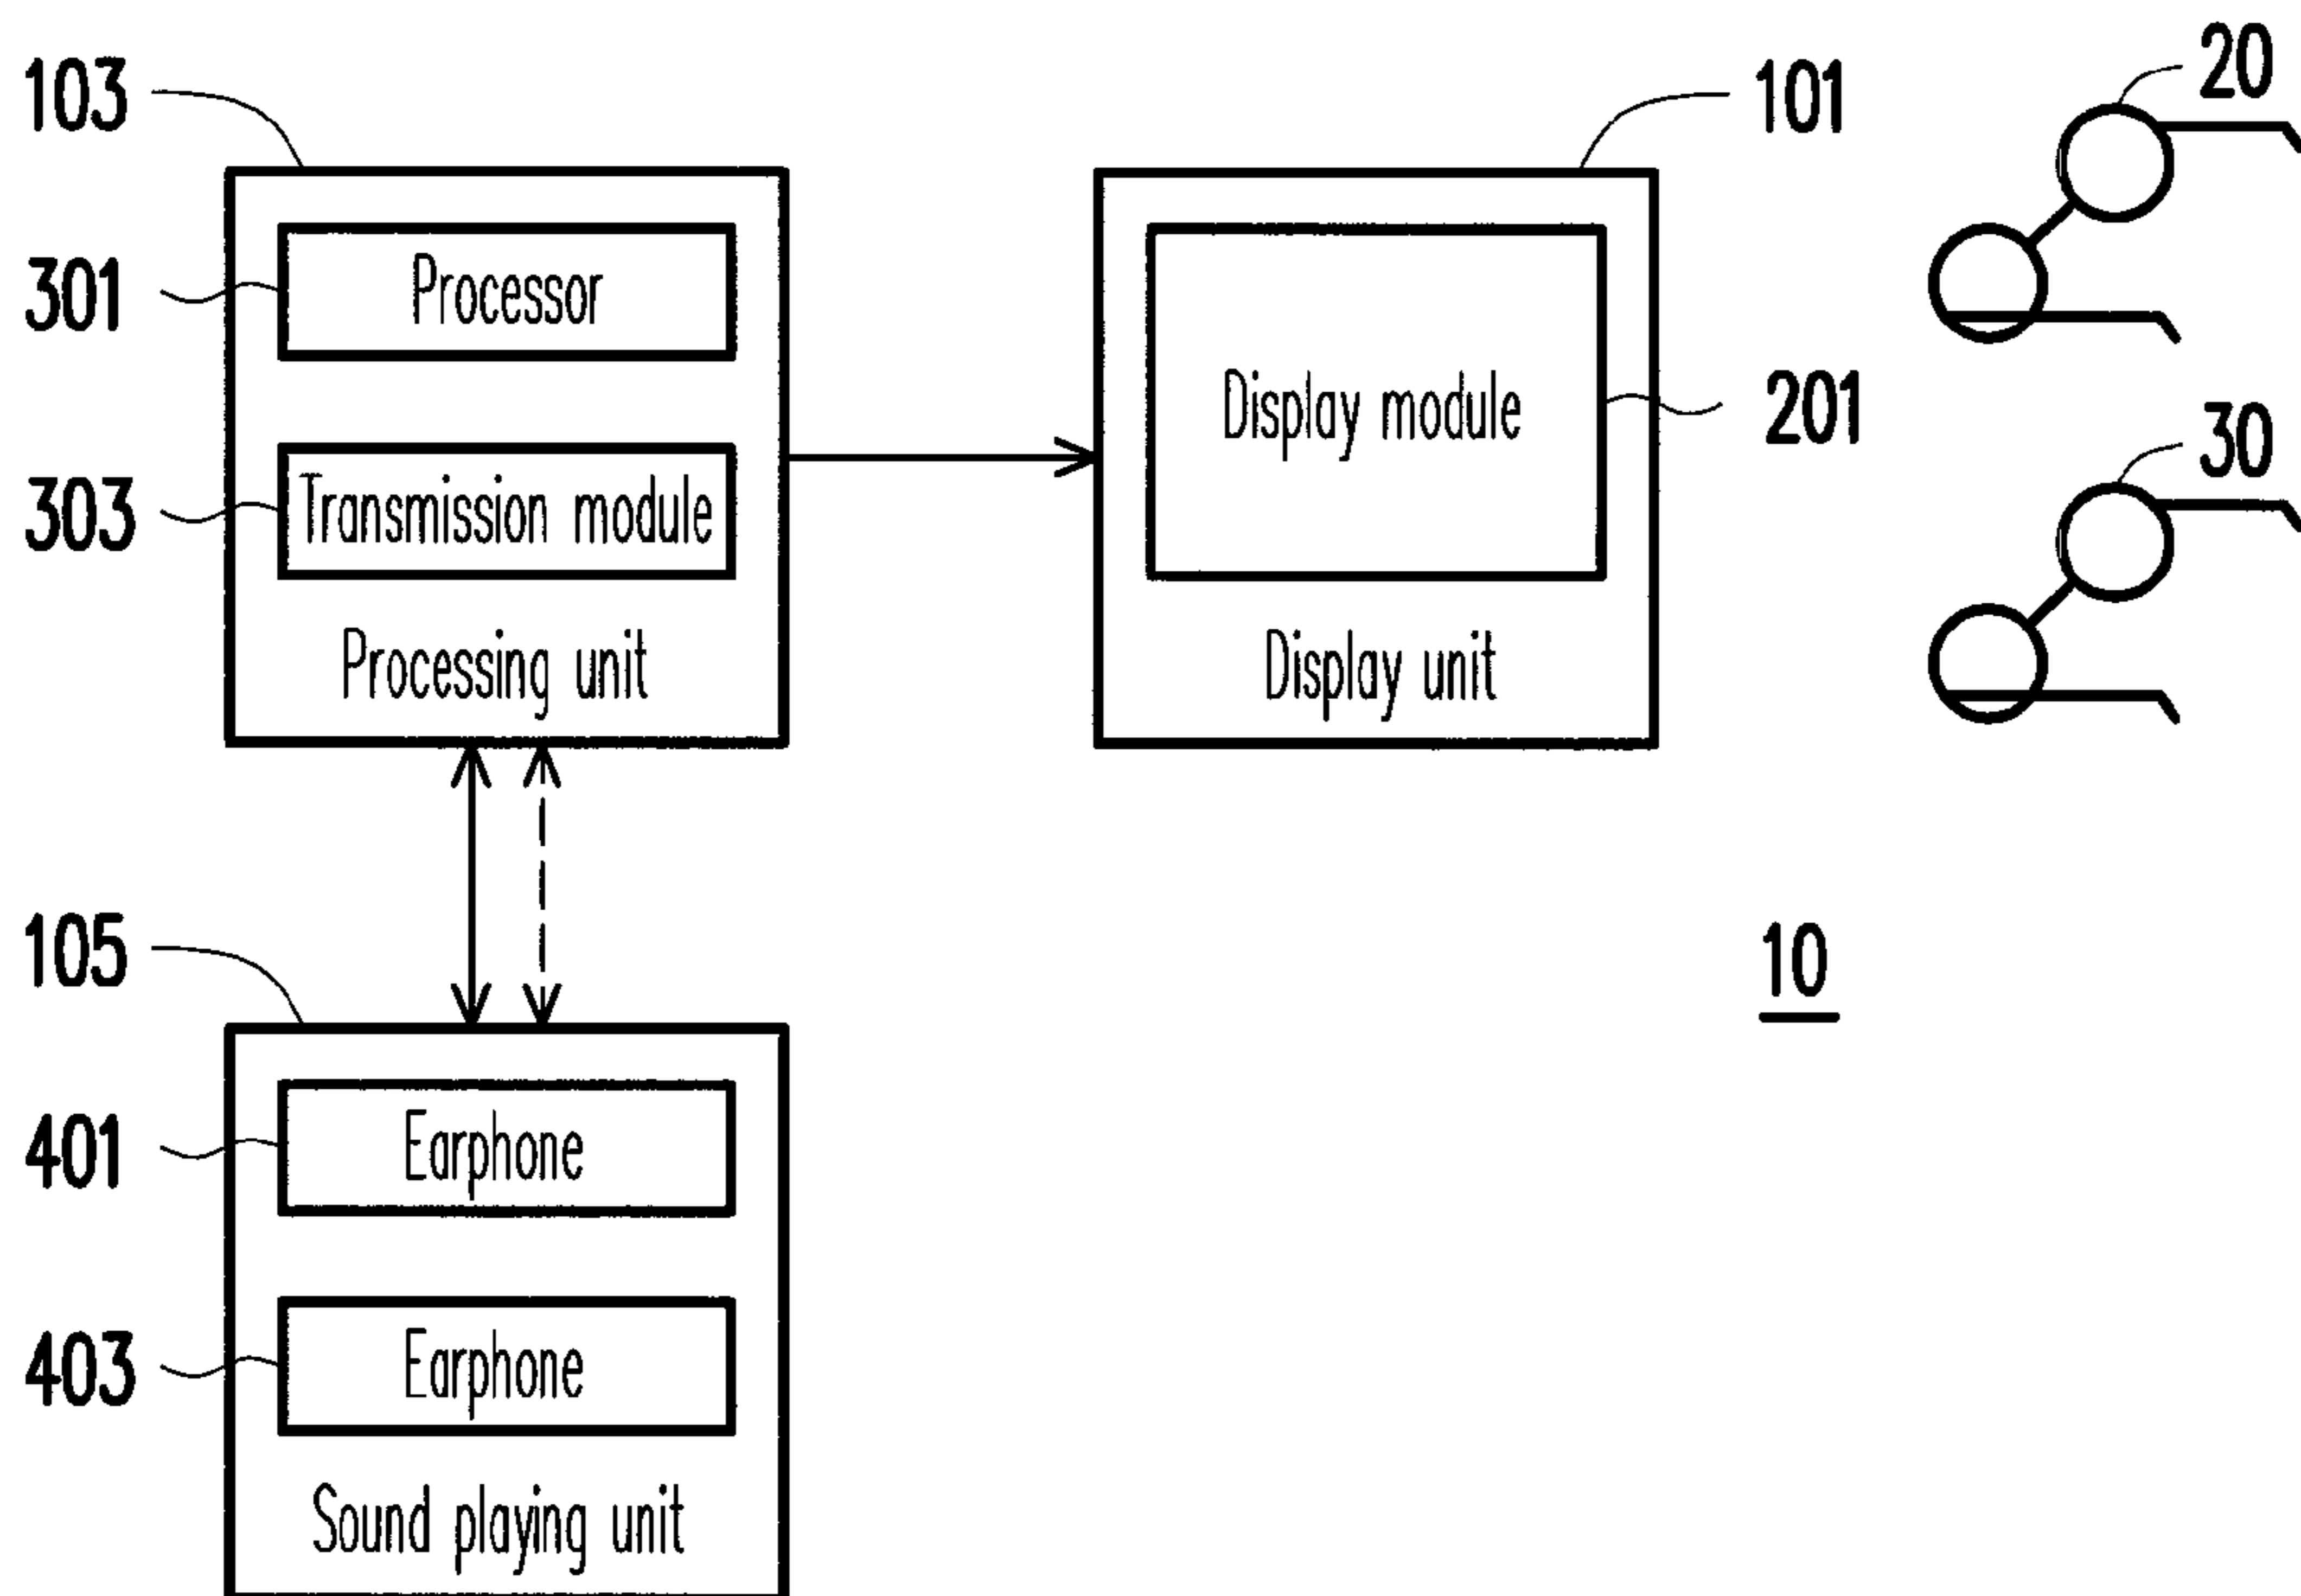 103
101
20
301
Processor
Display module
201
303
Transmission module
30
Processing unit
Display unit
105
10
401
Earphone
403
Earphone
Sound playing unit